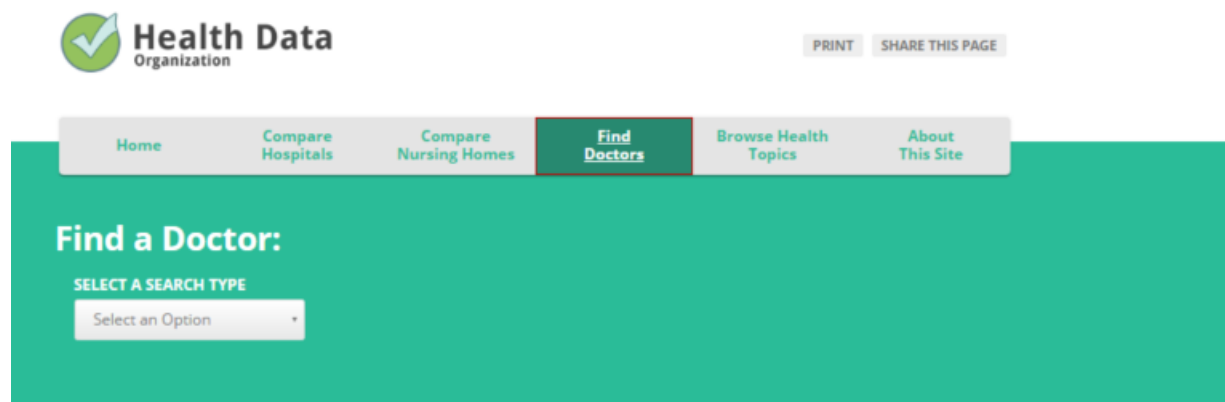 Health Data
Organization
PRINT
SHARE THIS PAGE
Home
Compare
Hospitals
Compare
Nursing Homes
Find
Doctors
Browse Health
Topics
About
This Site
Find a Doctor:
SELECT A SEARCH TYPE
Select an Option